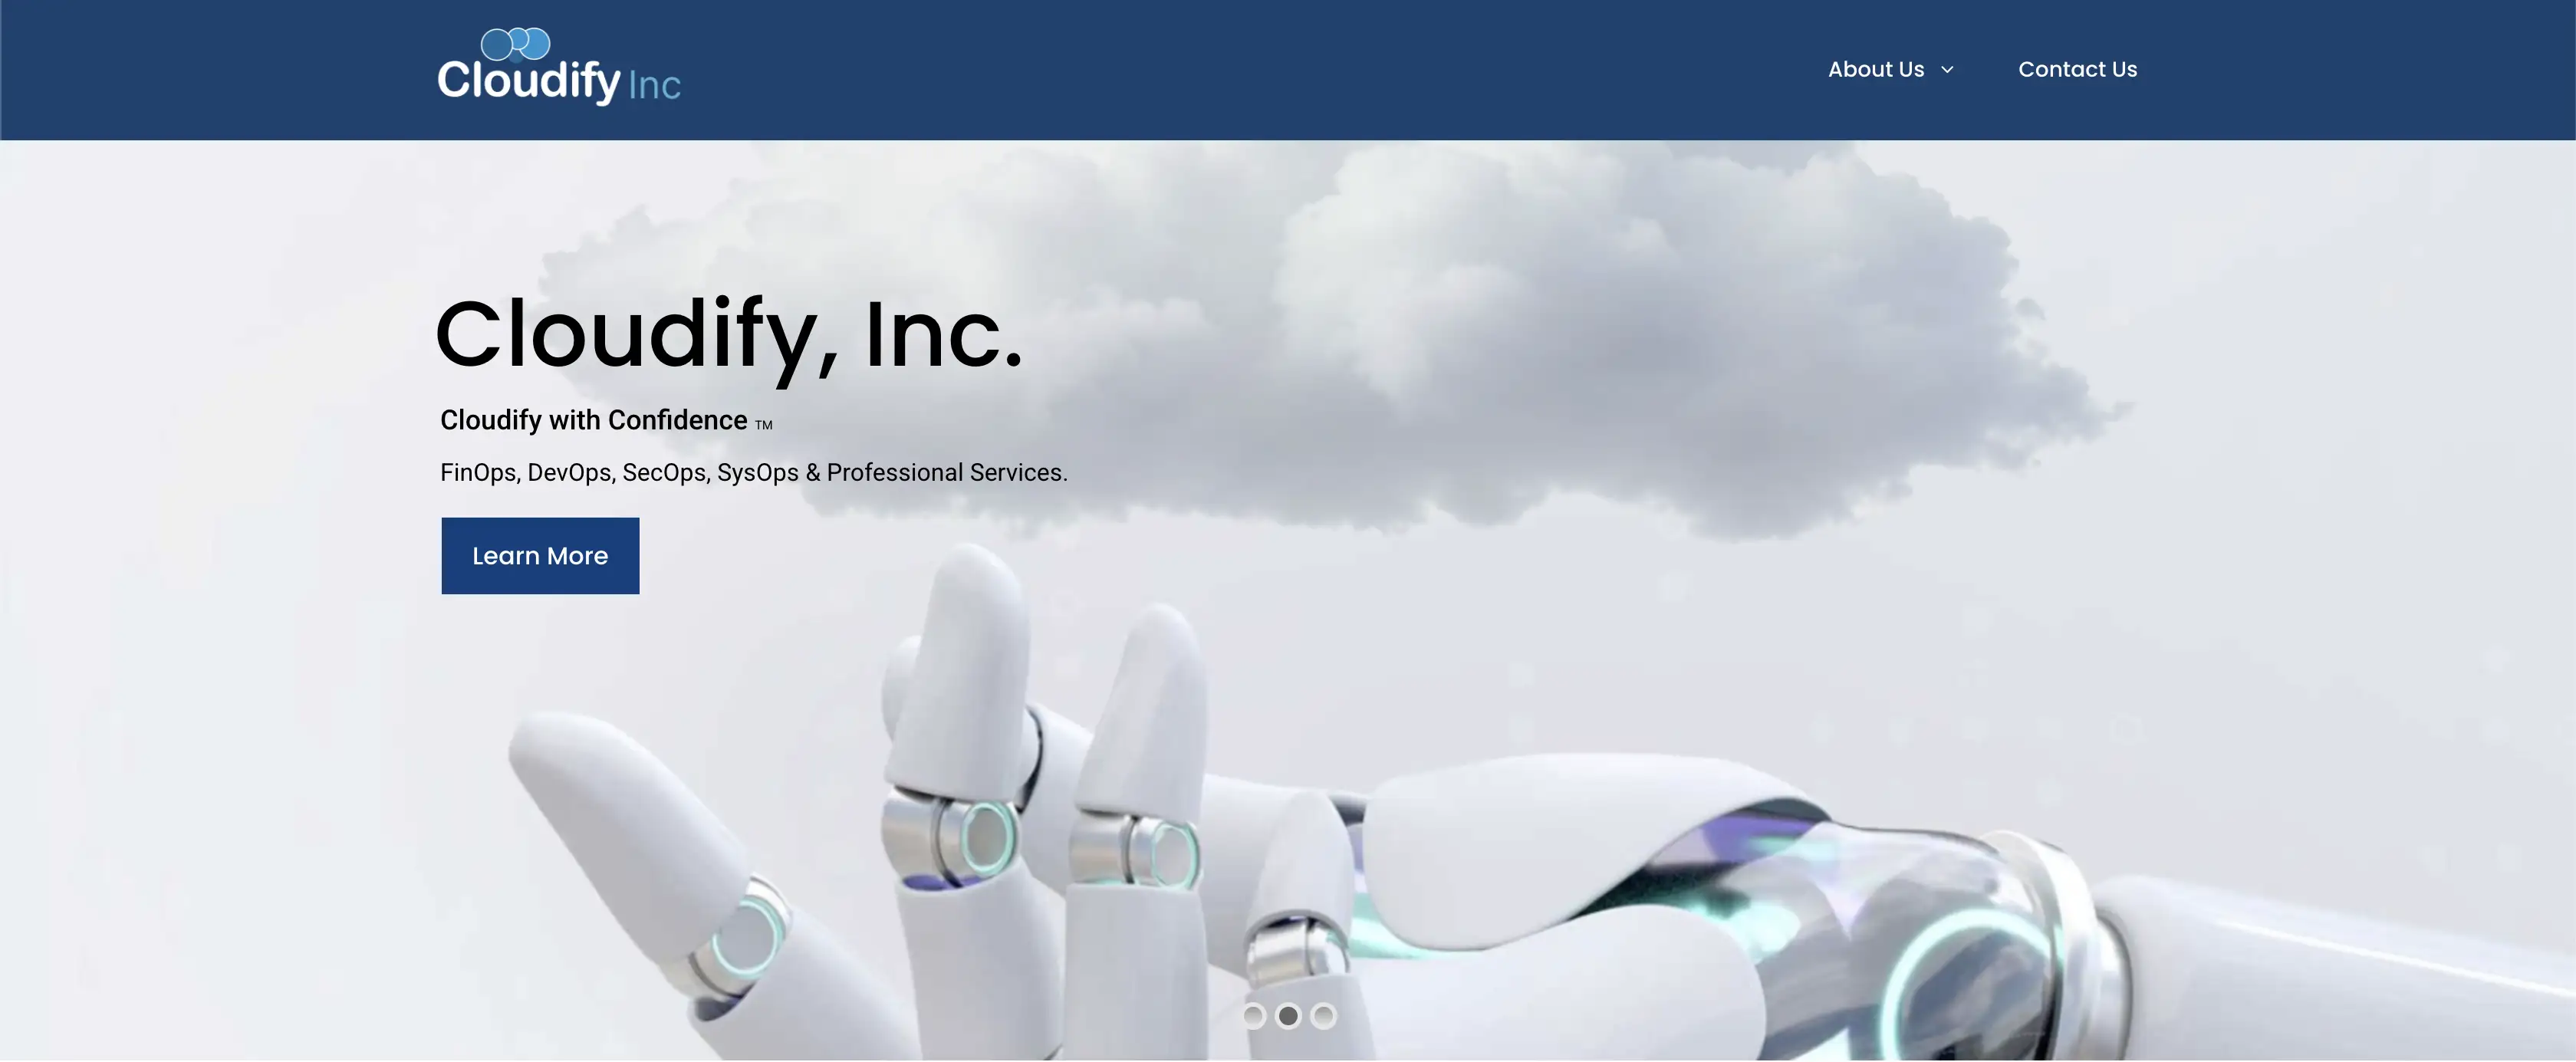 Cloudify Inc
About Us
Contact Us
Cloudify, Inc.
Cloudify with Confidence TM
FinOps, DevOps, SecOps, SysOps & Professional Services.
Learn More